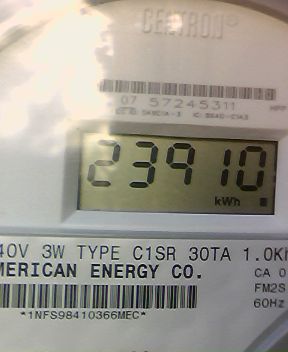 CENTRON®
07 57245311
23910
kWh
40V 3W TYPE C1SR 30TA 1.0Kh
MERICAN ENERGY CO.
CA 0
FM2S
60Hz
*1NFS98410366MEC*